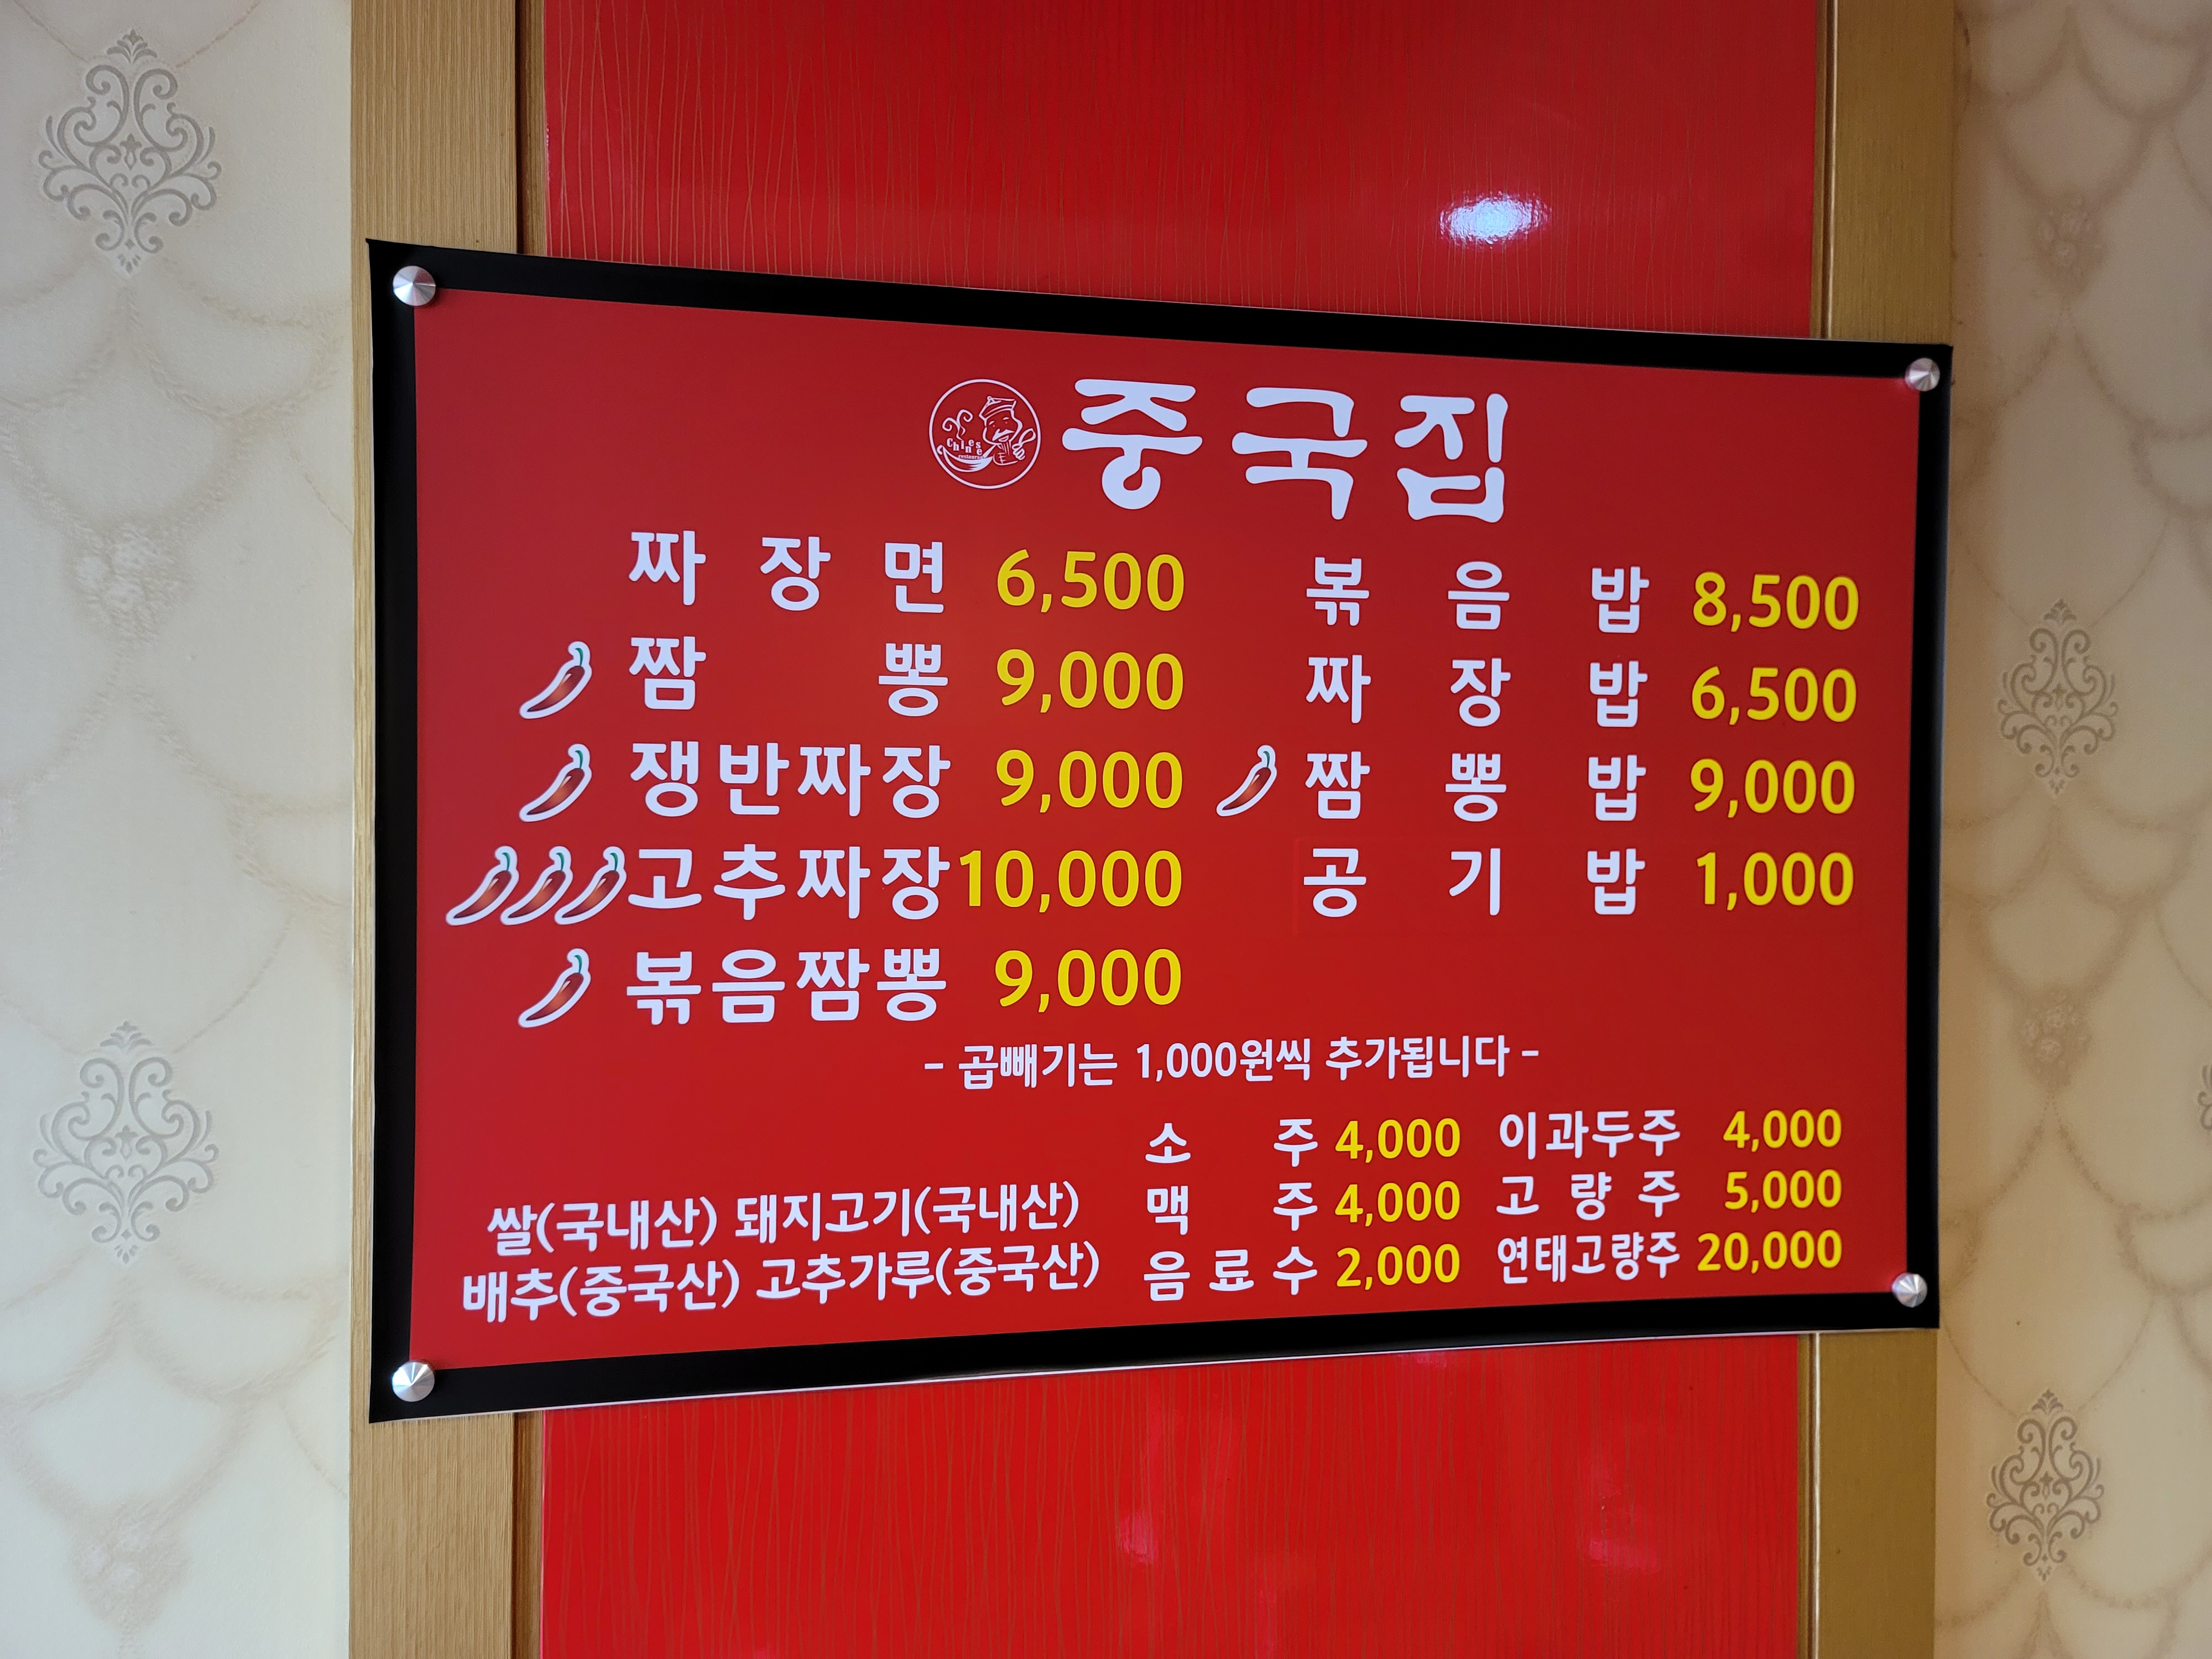 중국집
Chinese
restaurant
짜장면 6,500
짬뽕 9,000
쟁반짜장 9,000
고추짜장 10,000
볶음짬뽕 9,000
볶음밥 8,500
짜장밥 6,500
짬뽕밥 9,000
공기밥 1,000
- 곱빼기는 1,000원씩 추가됩니다 -
쌀(국내산) 돼지고기(국내산)
배추(중국산) 고추가루(중국산)
소주 4,000
맥주 4,000
음료수 2,000
이과두주 4,000
고량주 5,000
연태고량주 20,000